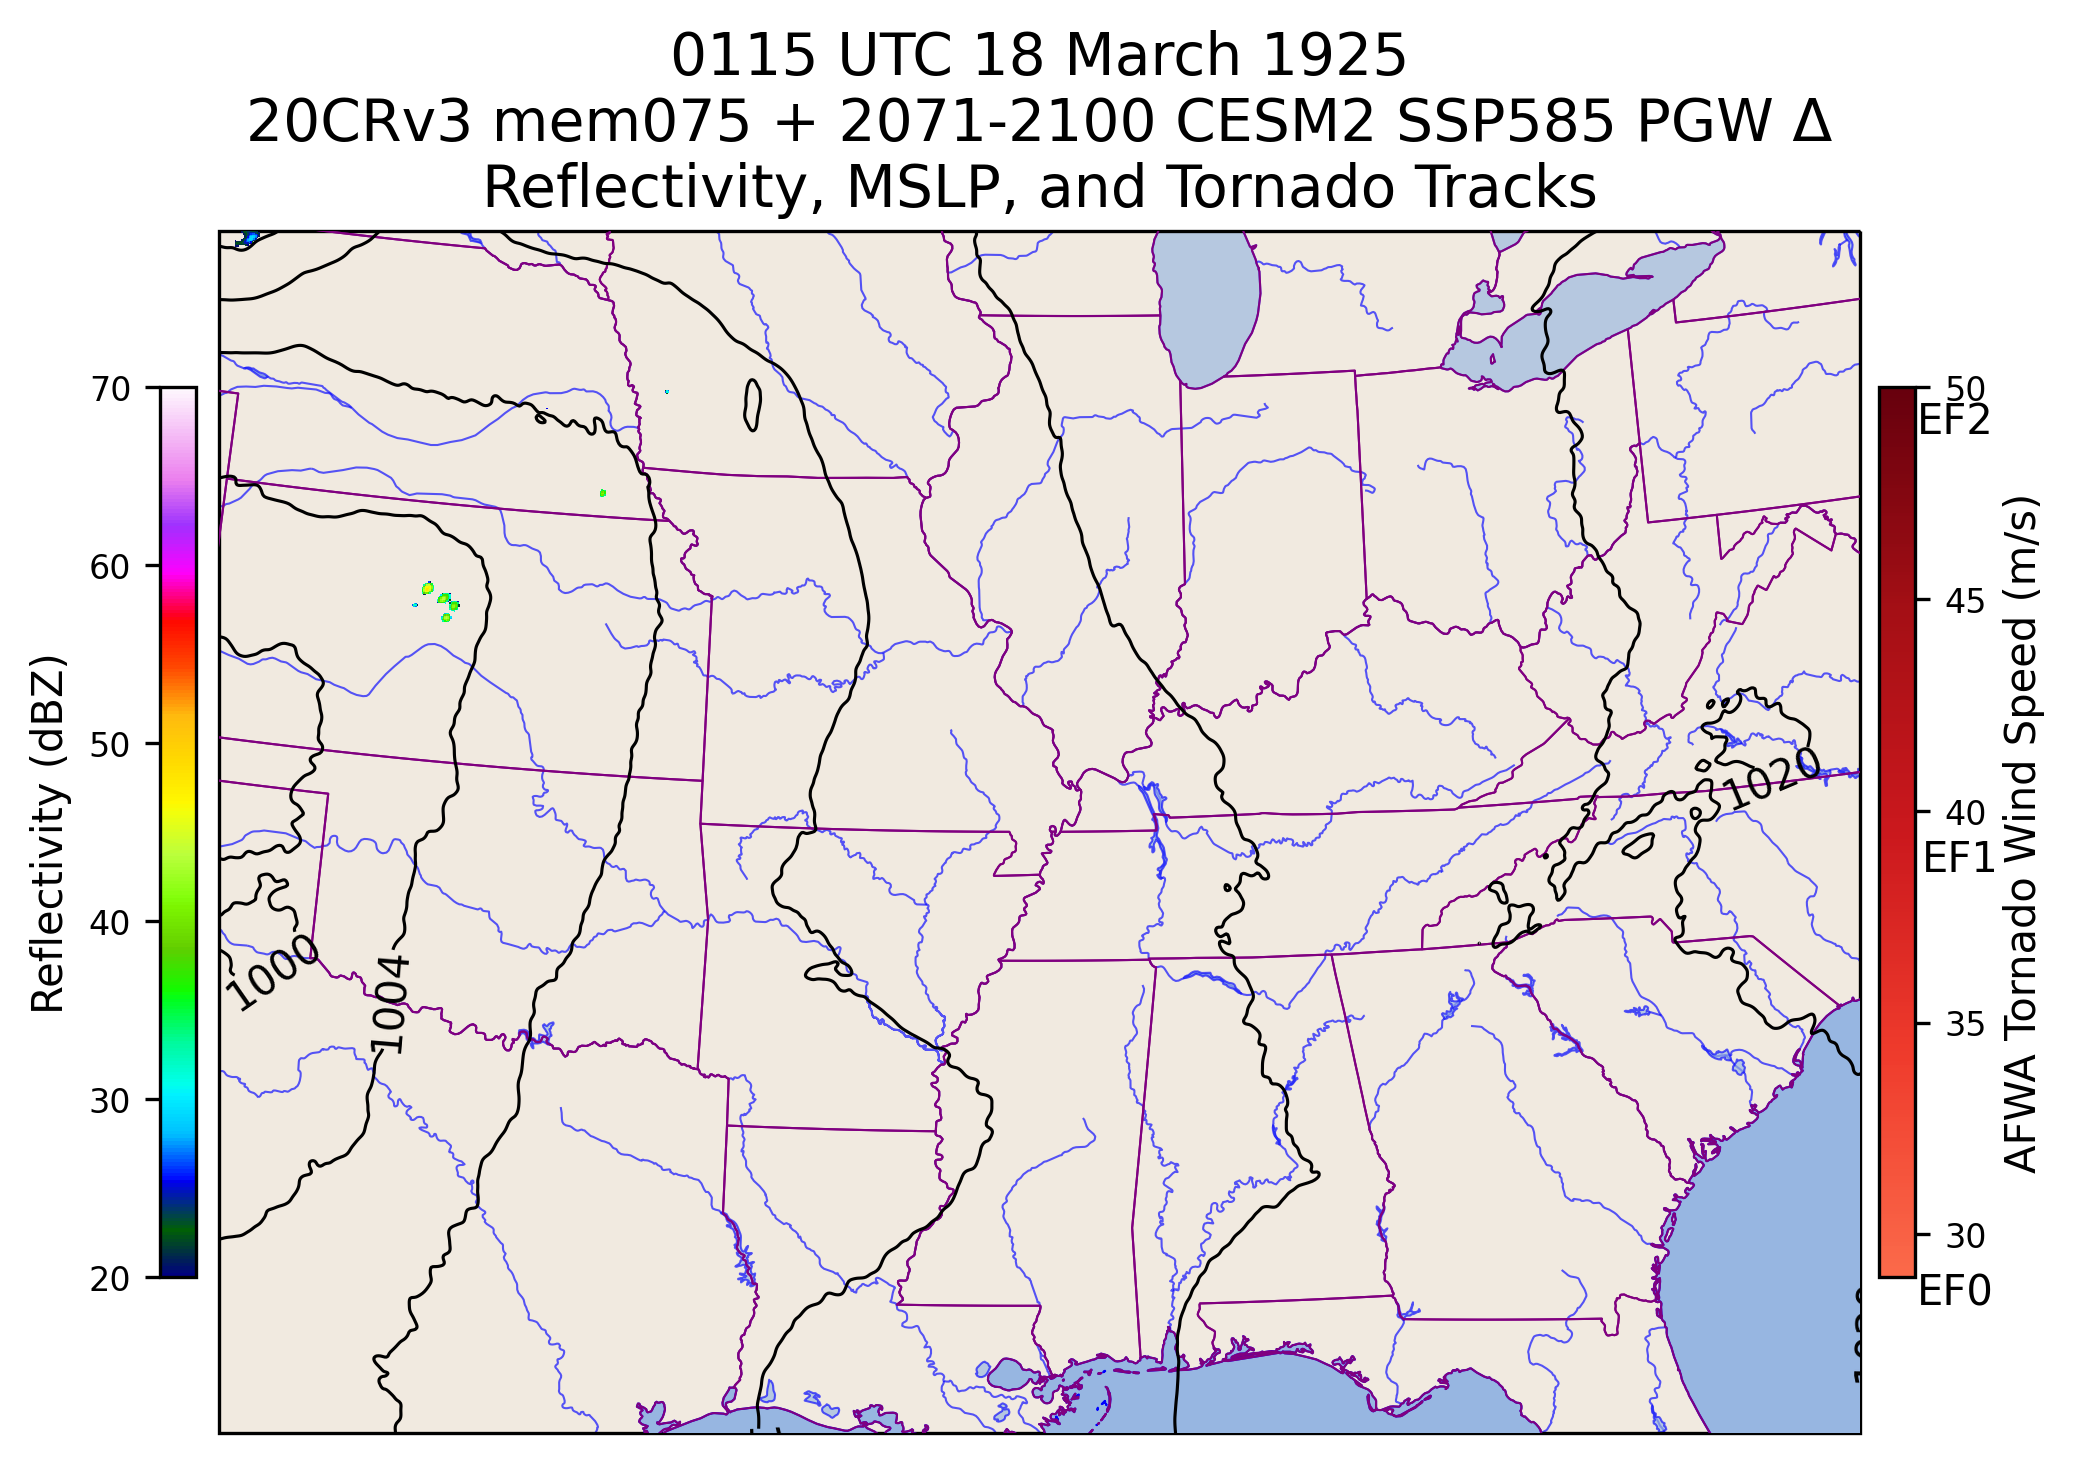 0115 UTC 18 March 1925
20CRv3 mem075 + 2071-2100 CESM2 SSP585 PGW Δ
Reflectivity, MSLP, and Tornado Tracks
70
60
50
40
30
20
Reflectivity (dBZ)
1000
1004
1020
50
EF2
45
40
EF1
35
30
EF0
AFWA Tornado Wind Speed (m/s)